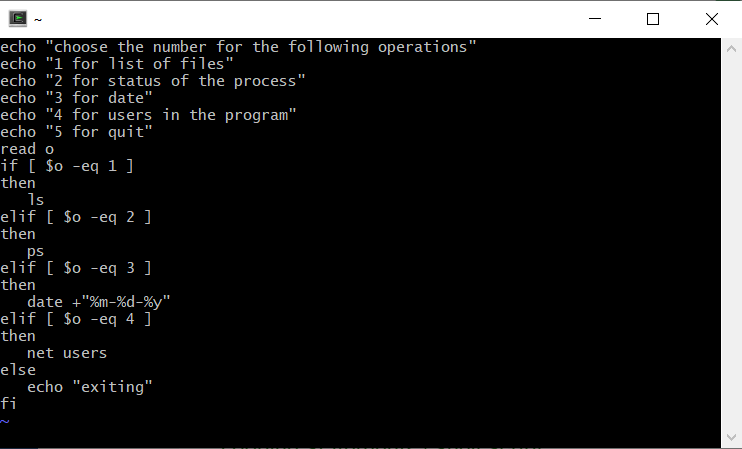 ~
echo "choose the number for the following operations"
echo "1 for list of files"
echo "2 for status of the process"
echo "3 for date"
echo "4 for users in the program"
echo "5 for quit"
read o
if [ $o -eq 1 ]
then
   ls
elif [ $o -eq 2 ]
then
   ps
elif [ $o -eq 3 ]
then
   date +"%m-%d-%y"
elif [ $o -eq 4 ]
then
   net users
else
   echo "exiting"
fi
~